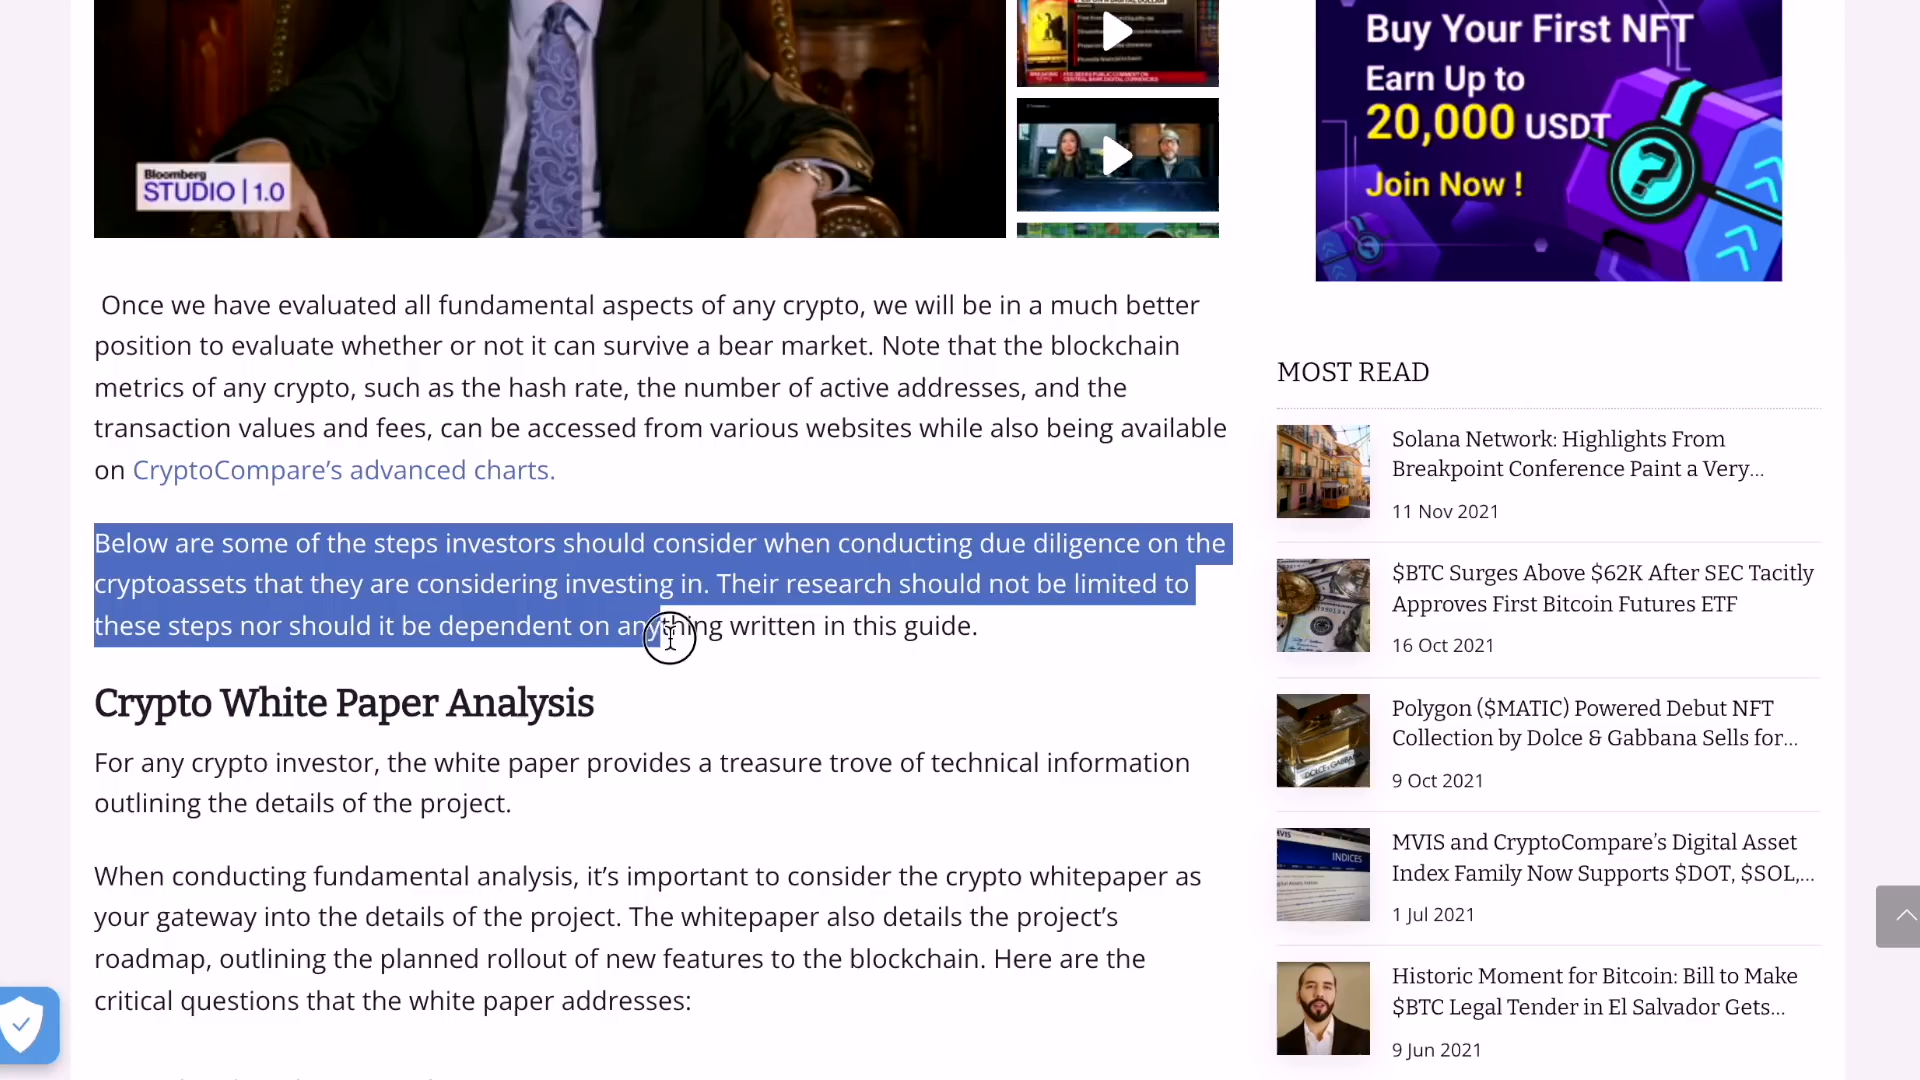 Bloomberg
STUDIO | 1.0
Buy Your First NFT
Earn Up to
20,000 USDT
Join Now !
Once we have evaluated all fundamental aspects of any crypto, we will be in a much better
position to evaluate whether or not it can survive a bear market. Note that the blockchain
metrics of any crypto, such as the hash rate, the number of active addresses, and the
transaction values and fees, can be accessed from various websites while also being available
on CryptoCompare’s advanced charts.
Below are some of the steps investors should consider when conducting due diligence on the
cryptoassets that they are considering investing in. Their research should not be limited to
these steps nor should it be dependent on anything written in this guide.
Crypto White Paper Analysis
For any crypto investor, the white paper provides a treasure trove of technical information
outlining the details of the project.
When conducting fundamental analysis, it’s important to consider the crypto whitepaper as
your gateway into the details of the project. The whitepaper also details the project’s
roadmap, outlining the planned rollout of new features to the blockchain. Here are the
critical questions that the white paper addresses:
MOST READ
Solana Network: Highlights From
Breakpoint Conference Paint a Very...
11 Nov 2021
$BTC Surges Above $62K After SEC Tacitly
Approves First Bitcoin Futures ETF
16 Oct 2021
Polygon ($MATIC) Powered Debut NFT
Collection by Dolce & Gabbana Sells for...
9 Oct 2021
MVIS and CryptoCompare’s Digital Asset
Index Family Now Supports $DOT, $SOL,...
1 Jul 2021
INDICES
Historic Moment for Bitcoin: Bill to Make
$BTC Legal Tender in El Salvador Gets...
9 Jun 2021